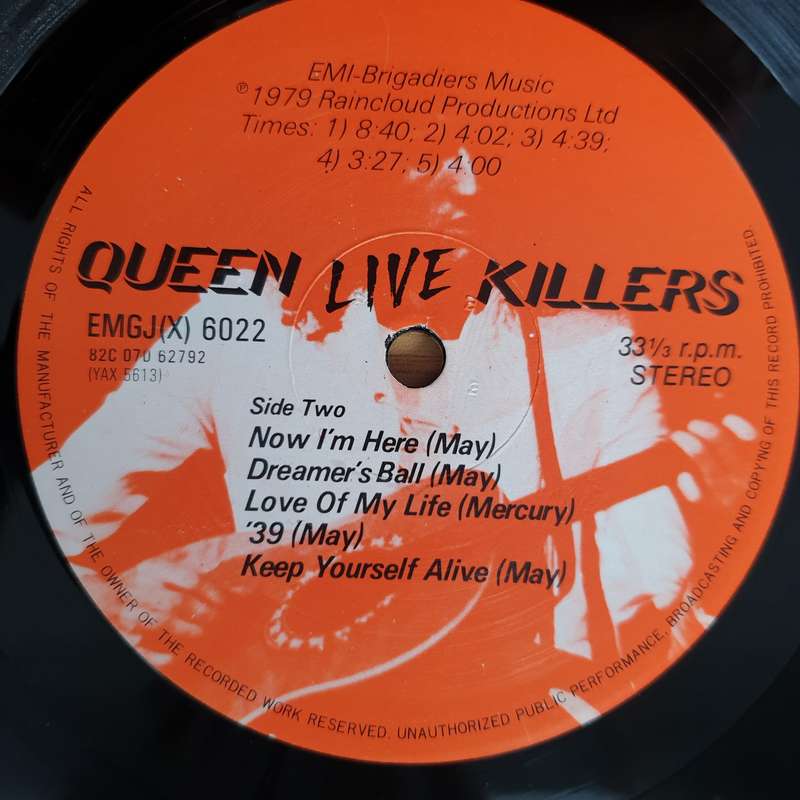 EMI-Brigadiers Music
℗1979 Raincloud Productions Ltd
Times: 1) 8:40; 2) 4:02; 3) 4:39;
4) 3:27; 5) 4:00
QUEEN LIVE KILLERS
EMGJ(X) 6022
82C 070 62792
(YAX 5613)
33⅓ r.p.m.
STEREO
Side Two
Now I'm Here (May)
Dreamer's Ball (May)
Love Of My Life (Mercury)
'39 (May)
Keep Yourself Alive (May)
ALL RIGHTS OF THE MANUFACTURER AND OF THE OWNER OF THE RECORDED WORK RESERVED. UNAUTHORIZED PUBLIC PERFORMANCE, BROADCASTING AND COPY'NG OF THIS RECORD PROHIBITED.